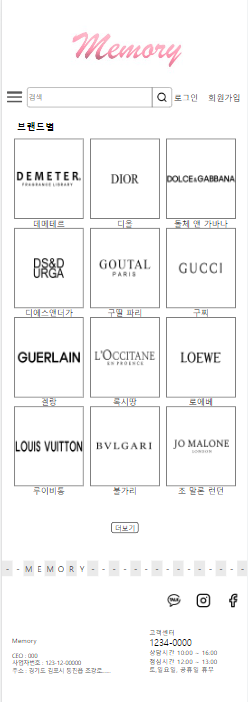 Memory
검색
로그인 회원가입
브랜드별
DEMETER
FRAGRANCE LIBRARY
DIOR
DOLCE&GABBANA
데메테르 디올 돌체 앤 가바나
DS&D
URGA
GOUTAL
PARIS
GUCCI
디에스앤더가 구딸 파리 구찌
GUERLAIN
L'OCCITANE
EN PROVENCE
LOEWE
겔랑 록시땅 로에베
LOUIS VUITTON
BVLGARI
JO MALONE
LONDON
루이비통 불가리 조 말론 런던
더보기
- - M E M O R Y - - - - - - - - - - - - -
TALK
Memory
CEO : 000
사업자번호 : 123-12-00000
주소 : 경기도 김포시
고객센터
1234-0000
상담시간 10:00 ~ 16:00
점심시간 12:00 ~ 13:00
토,일요일, 공휴일 휴무